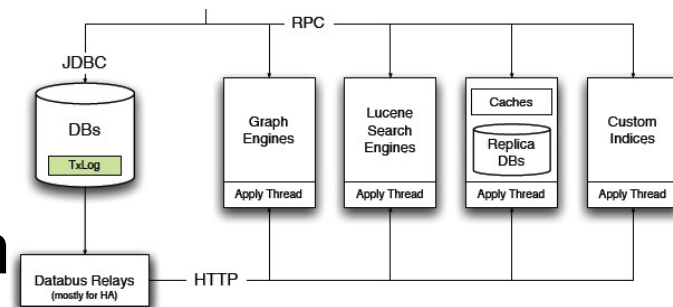 RPC
JDBC
DBs
TxLog
Graph
Engines
Apply Thread
Lucene
Search
Engines
Apply Thread
Caches
Replica
DBs
Apply Thread
Custom
Indices
Apply Thread
Databus Relays
(mostly for HA)
HTTP